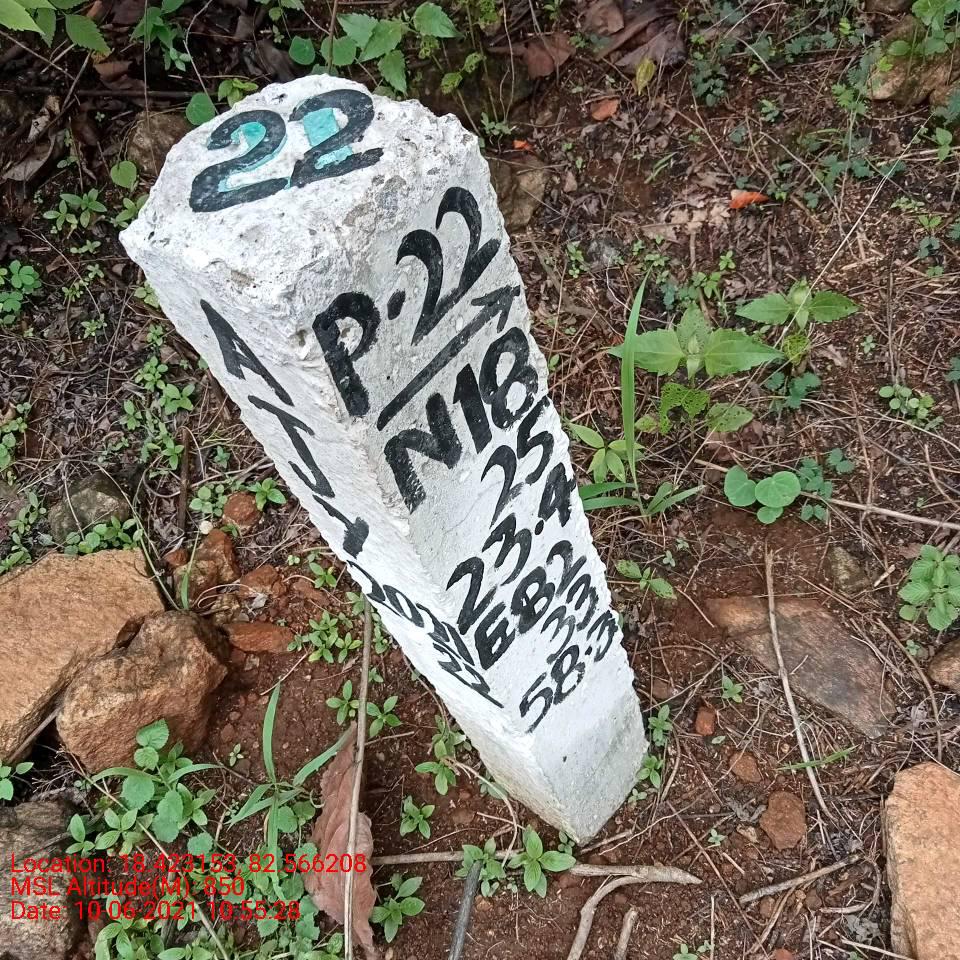 22
P.22
N18
25
23.4
E82
33
58.3
Location: 18.423153, 82.566208
MSL Altitude(M): 850
Date: 10-06-2021 10:55:28